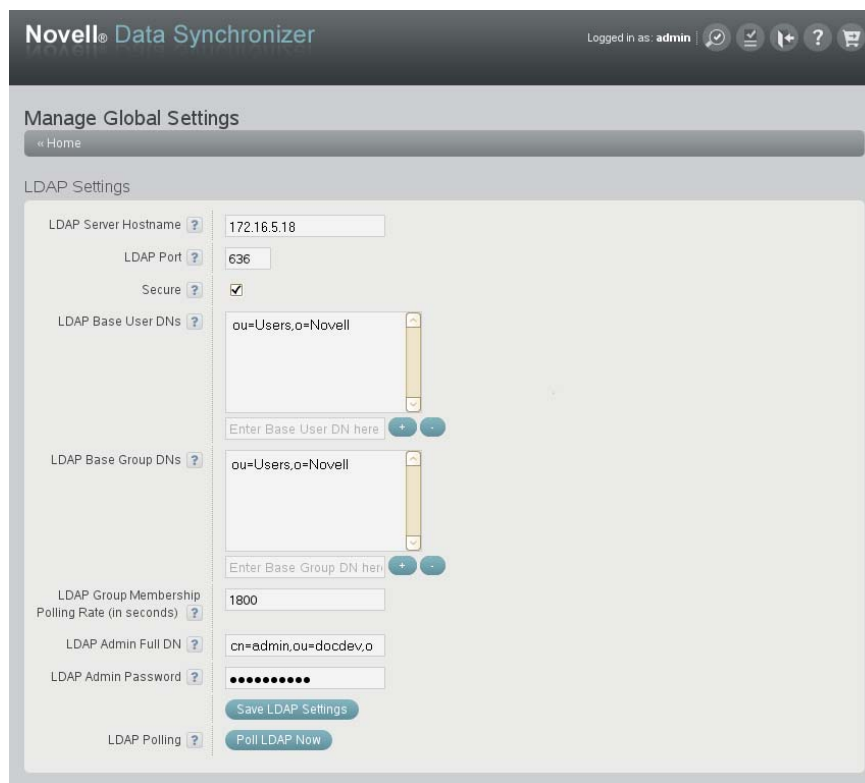 Novell® Data Synchronizer
Logged in as: admin | ?
Manage Global Settings
« Home
LDAP Settings
LDAP Server Hostname ? 172.16.5.18
LDAP Port ? 636
Secure ?
LDAP Base User DNs ? ou=Users,o=Novell
Enter Base User DN here + -
LDAP Base Group DNs ? ou=Users,o=Novell
Enter Base Group DN her + -
LDAP Group Membership
Polling Rate (in seconds) ? 1800
LDAP Admin Full DN ? cn=admin,ou=docdev,o
LDAP Admin Password ? ••••••••••
Save LDAP Settings
LDAP Polling ? Poll LDAP Now